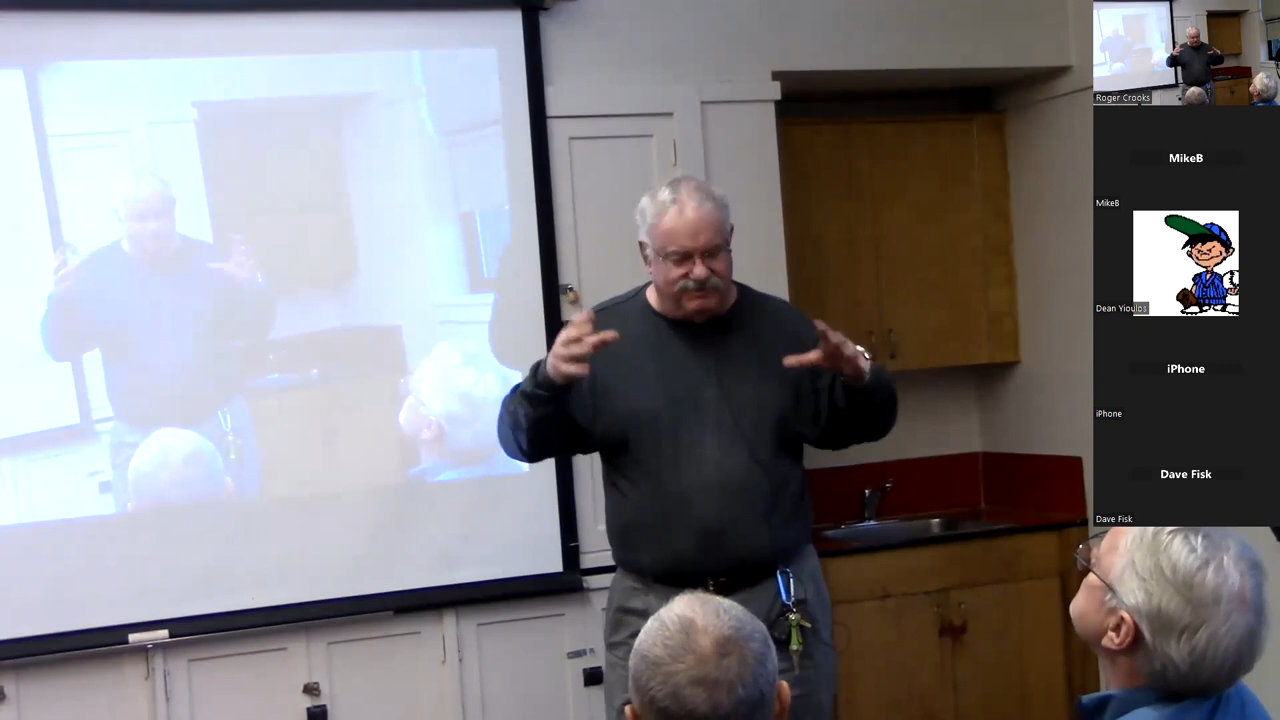 Roger Crooks
MikeB
MikeB
Dean Yioulos
iPhone
iPhone
Dave Fisk
Dave Fisk